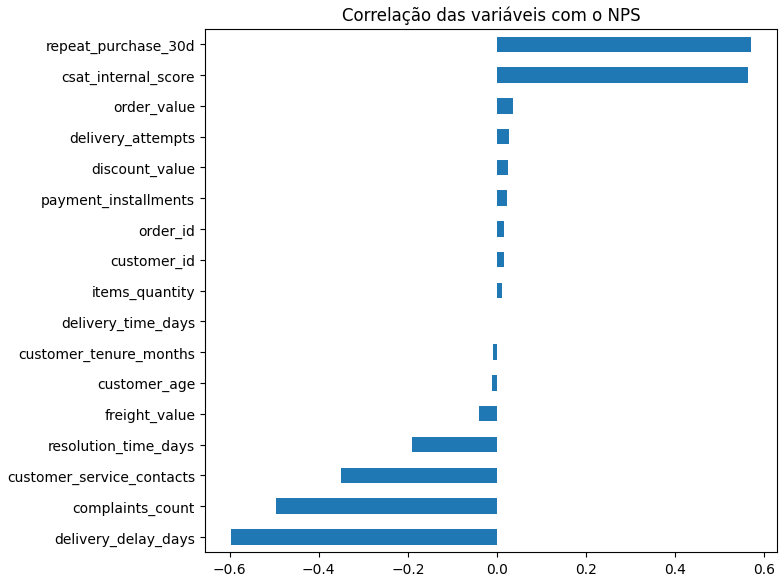 Correlação das variáveis com o NPS
repeat_purchase_30d
csat_internal_score
order_value
delivery_attempts
discount_value
payment_installments
order_id
customer_id
items_quantity
delivery_time_days
customer_tenure_months
customer_age
freight_value
resolution_time_days
customer_service_contacts
complaints_count
delivery_delay_days
−0.6 −0.4 −0.2 0.0 0.2 0.4 0.6